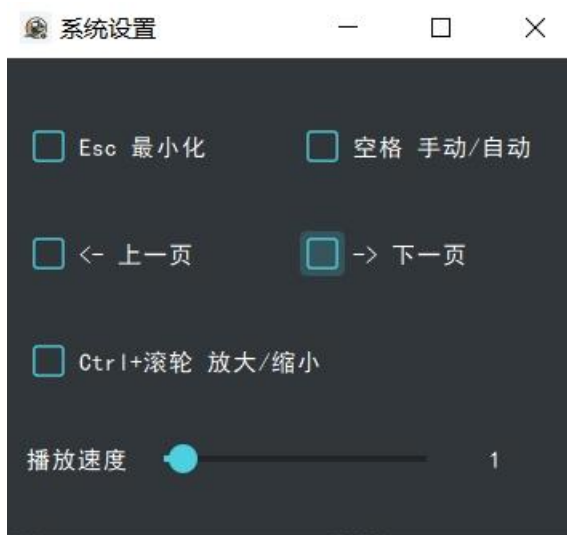 系统设置
Esc 最小化 空格 手动/自动
<- 上一页 -> 下一页
Ctrl+滚轮 放大/缩小
播放速度 1